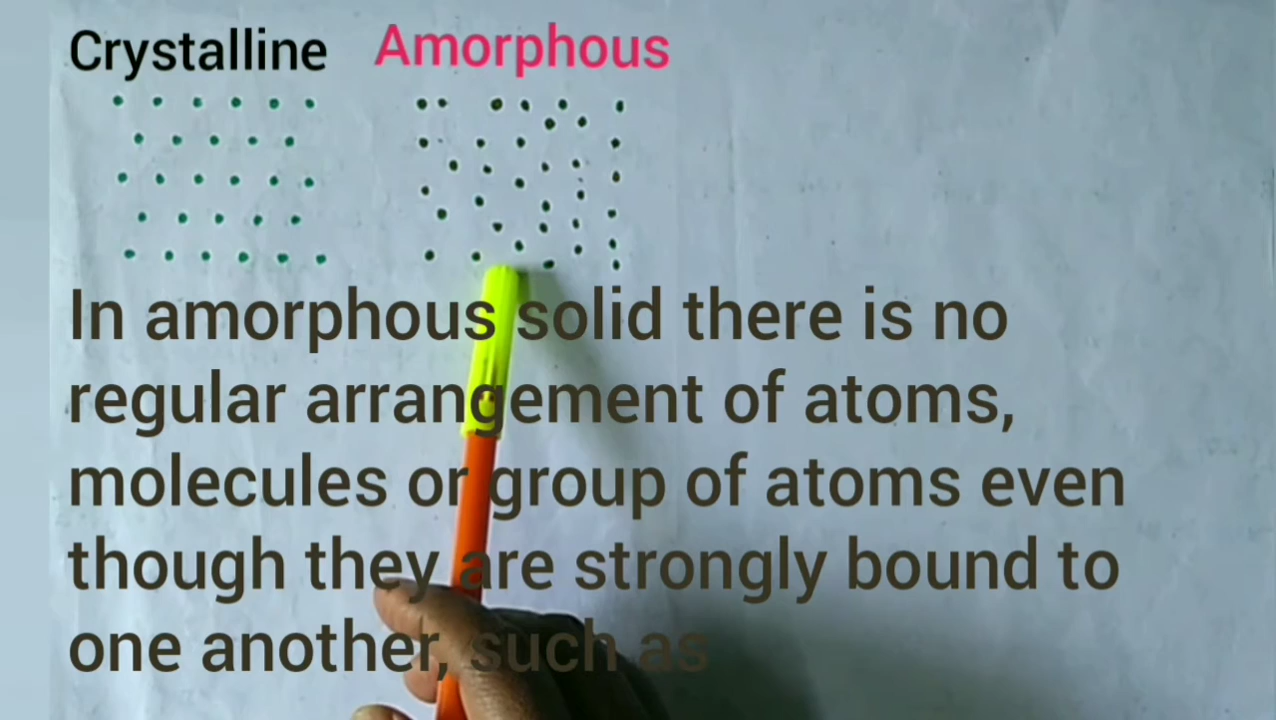 Crystalline Amorphous
In amorphous solid there is no
regular arrangement of atoms,
molecules or group of atoms even
though they are strongly bound to
one another, such as